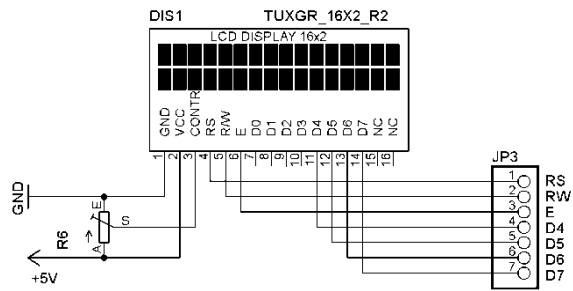 DIS1 TUXGR_16X2_R2
LCD DISPLAY 16x2
GND VCC CONTR RS R/W E D0 D1 D2 D3 D4 D5 D6 D7 NC NC
1 2 3 4 5 6 7 8 9 10 11 12 13 14 15 16
JP3
1 RS
2 RW
3 E
4 D4
5 D5
6 D6
7 D7
GND
E
S
R6
A
+5V